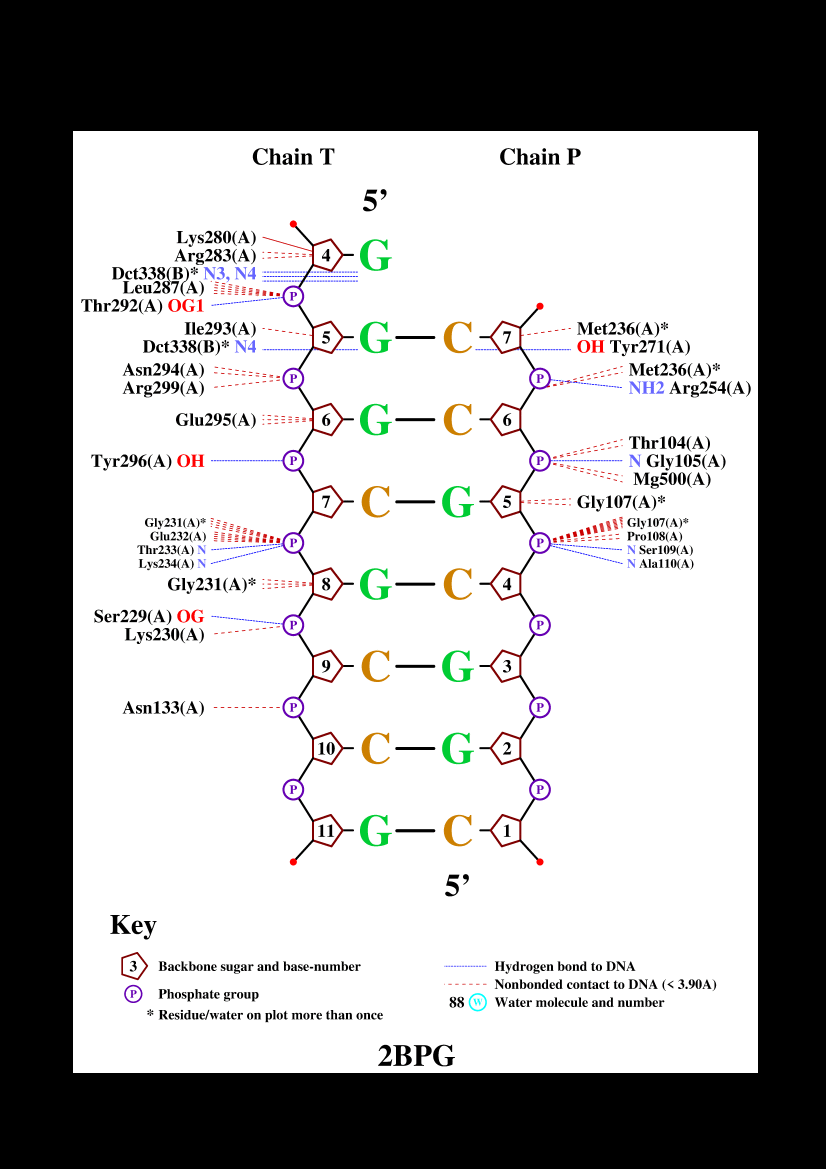 Chain T Chain P
5’
Lys280(A)
Arg283(A) 4 G
Dct338(B)* N3, N4
Leu287(A) P
Thr292(A) OG1
Ile293(A) 5 G C 7 Met236(A)*
Dct338(B)* N4 OH Tyr271(A)
Asn294(A) P P Met236(A)*
Arg299(A) NH2 Arg254(A)
Glu295(A) 6 G C 6
Thr104(A)
Tyr296(A) OH P P N Gly105(A)
Mg500(A)
7 C G 5 Gly107(A)*
Gly231(A)* Gly107(A)*
Glu232(A) P P Pro108(A)
Thr233(A) N N Ser109(A)
Lys234(A) N N Ala110(A)
Gly231(A)* 8 G C 4
Ser229(A) OG P P
Lys230(A)
9 C G 3
Asn133(A) P P
10 C G 2
P P
11 G C 1
5’
Key
3 Backbone sugar and base-number Hydrogen bond to DNA
Nonbonded contact to DNA (< 3.90A)
P Phosphate group
88 W Water molecule and number
* Residue/water on plot more than once
2BPG